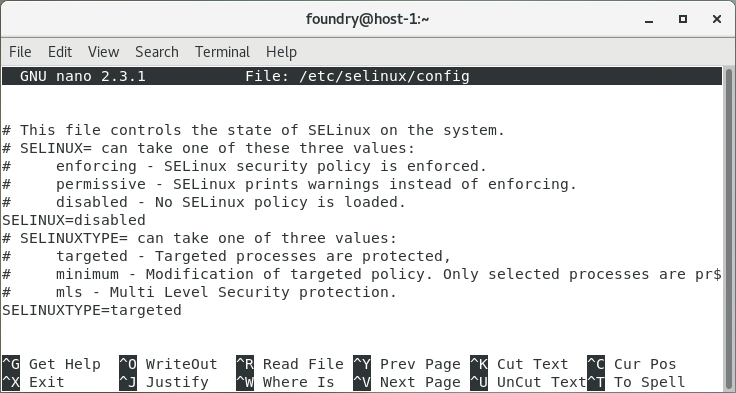 foundry@host-1:~
File Edit View Search Terminal Help
GNU nano 2.3.1 File: /etc/selinux/config
# This file controls the state of SELinux on the system.
# SELINUX= can take one of these three values:
#     enforcing - SELinux security policy is enforced.
#     permissive - SELinux prints warnings instead of enforcing.
#     disabled - No SELinux policy is loaded.
SELINUX=disabled
# SELINUXTYPE= can take one of three values:
#     targeted - Targeted processes are protected,
#     minimum - Modification of targeted policy. Only selected processes are pr$
#     mls - Multi Level Security protection.
SELINUXTYPE=targeted
^G Get Help ^O WriteOut ^R Read File ^Y Prev Page ^K Cut Text ^C Cur Pos
^X Exit ^J Justify ^W Where Is ^V Next Page ^U UnCut Text ^T To Spell